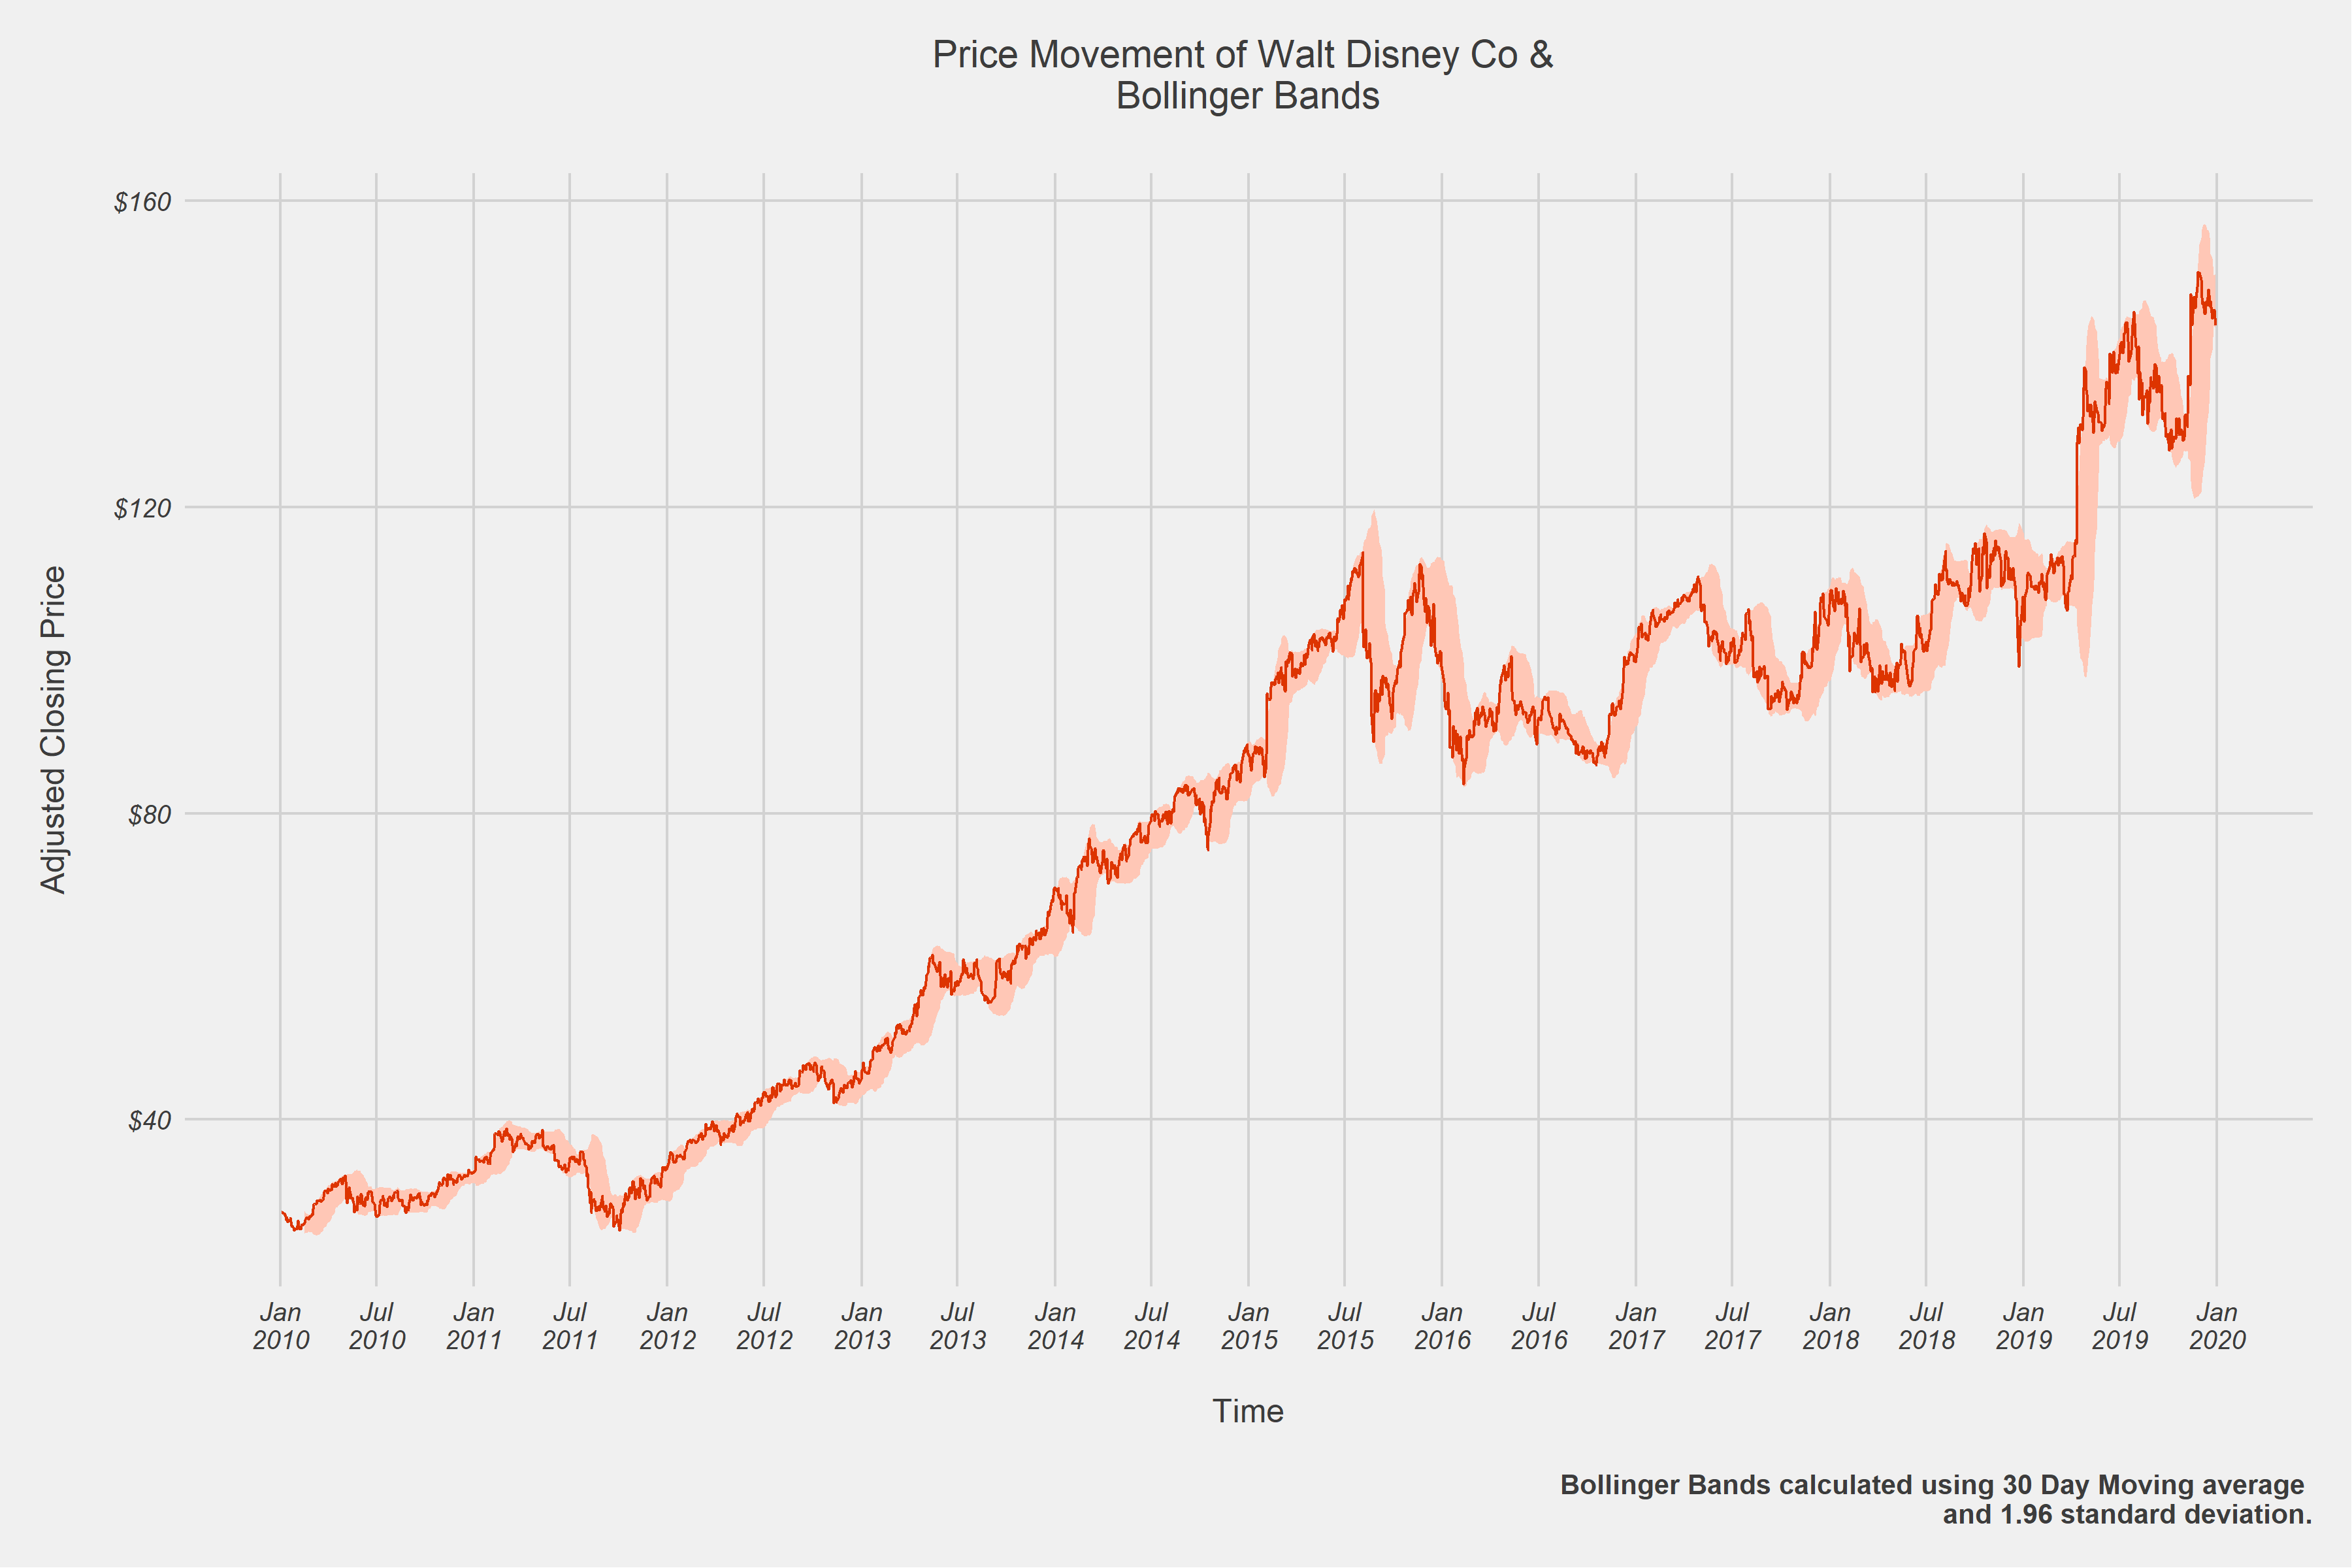 Price Movement of Walt Disney Co &
Bollinger Bands
$160
$120
$80
$40
Adjusted Closing Price
Jan Jul Jan Jul Jan Jul Jan Jul Jan Jul Jan Jul Jan Jul Jan Jul Jan Jul Jan Jul Jan
2010 2010 2011 2011 2012 2012 2013 2013 2014 2014 2015 2015 2016 2016 2017 2017 2018 2018 2019 2019 2020
Time
Bollinger Bands calculated using 30 Day Moving average
and 1.96 standard deviation.